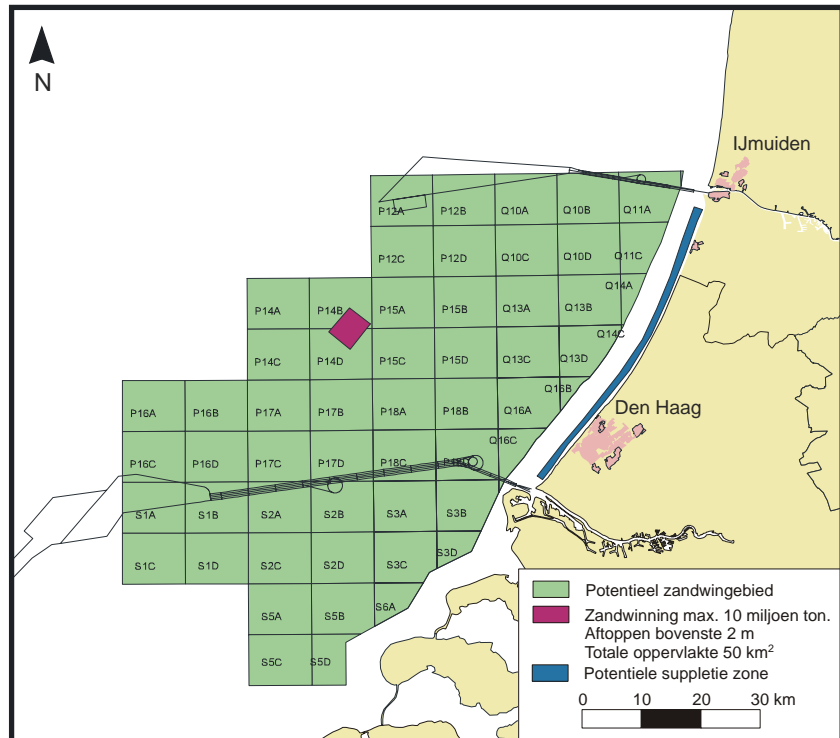 N
IJmuiden
P12A P12B Q10A Q10B Q11A
P12C P12D Q10C Q10D Q11C
Q14A
P14A P14B P15A P15B Q13A Q13B
Q14C
P14C P14D P15C P15D Q13C Q13D
Q16B
P16A P16B P17A P17B P18A P18B Q16A
Den Haag
Q16C
P16C P16D P17C P17D P18C P18D
S1A S1B S2A S2B S3A S3B
S3D
S1C S1D S2C S2D S3C
S6A
S5A S5B
S5C S5D
Potentieel zandwingebied
Zandwinning max. 10 miljoen ton.
Aftoppen bovenste 2 m
Totale oppervlakte 50 km²
Potentiele suppletie zone
0 10 20 30 km